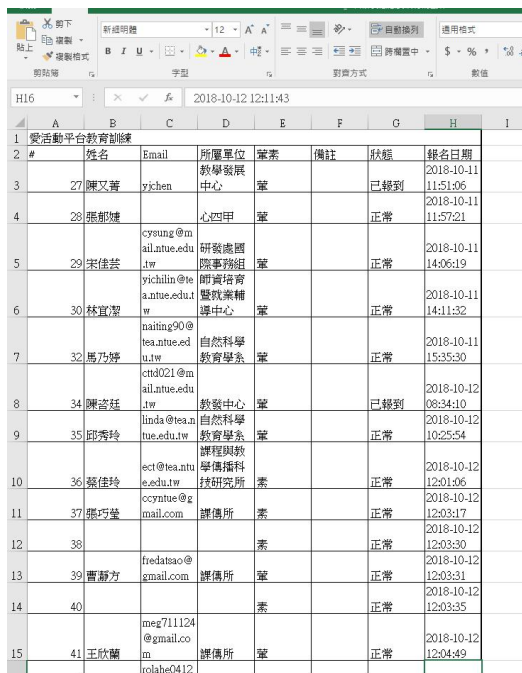 剪下
複製
複製格式
貼上
剪貼簿
新細明體
12
B I U
字型
自動換列
跨欄置中
對齊方式
通用格式
$ % ,
數值
H16
fx
2018-10-12 12:11:43
A B C D E F G H I
1 愛活動平台教育訓練
2 # 姓名 Email 所屬單位 葷素 備註 狀態 報名日期
教學發展 2018-10-11
3 27 陳又菁 yjchen 中心 葷 已報到 11:51:06
2018-10-11
4 28 張郁婕 心四甲 葷 正常 11:57:21
cysung@m
ail.ntue.edu 研發處國 2018-10-11
5 29 宋佳芸 .tw 際事務組 葷 正常 14:06:19
yichilin@te 師資培育
a.ntue.edu.t 暨就業輔 2018-10-11
6 30 林宜潔 w 導中心 葷 正常 14:11:32
naiting90@
tea.ntue.ed 自然科學 2018-10-11
7 32 馬乃婷 u.tw 教育學系 葷 正常 15:35:30
cttd021@m
ail.ntue.edu 2018-10-12
8 34 陳咨廷 .tw 教發中心 葷 已報到 08:34:10
linda@tea.n 自然科學 2018-10-12
9 35 邱秀玲 tue.edu.tw 教育學系 葷 正常 10:25:54
課程與教
ect@tea.ntu 學傳播科 2018-10-12
10 36 蔡佳玲 e.edu.tw 技研究所 素 正常 12:01:06
ccyntue@g 2018-10-12
11 37 張巧瑩 mail.com 課傳所 素 正常 12:03:17
2018-10-12
12 38 素 正常 12:03:30
fredatsao@ 2018-10-12
13 39 曹瀞方 gmail.com 課傳所 葷 正常 12:03:31
2018-10-12
14 40 素 正常 12:03:35
meg711124
@gmail.co 2018-10-12
15 41 王欣蘭 m 課傳所 葷 正常 12:04:49
rolahe0412